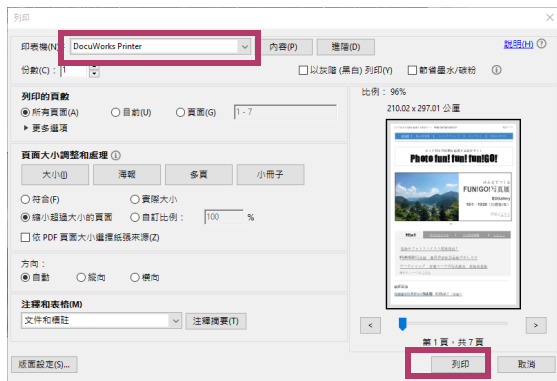 列印
印表機(N): DocuWorks Printer 內容(P) 進階(D) 說明(H)
份數(C): 1 以灰階 (黑白) 列印(Y) 節省墨水/碳粉
列印的頁數 比例: 96%
所有頁面(A) 目前(U) 頁面(G) 1 - 7 210.02 x 297.01 公厘
更多選項
頁面大小調整和處理
大小(I) 海報 多頁 小冊子
符合(F) 實際大小
縮小超過大小的頁面 自訂比例: 100 %
依 PDF 頁面大小選擇紙張來源(Z)
Photo fun! fun! fun!GO!
FUN!GO!写真展
方向:
自動 縱向 橫向
注釋和表格(M)
文件和標註 注釋摘要(T)
< >
第 1 頁，共 7 頁
版面設定(S)... 列印 取消